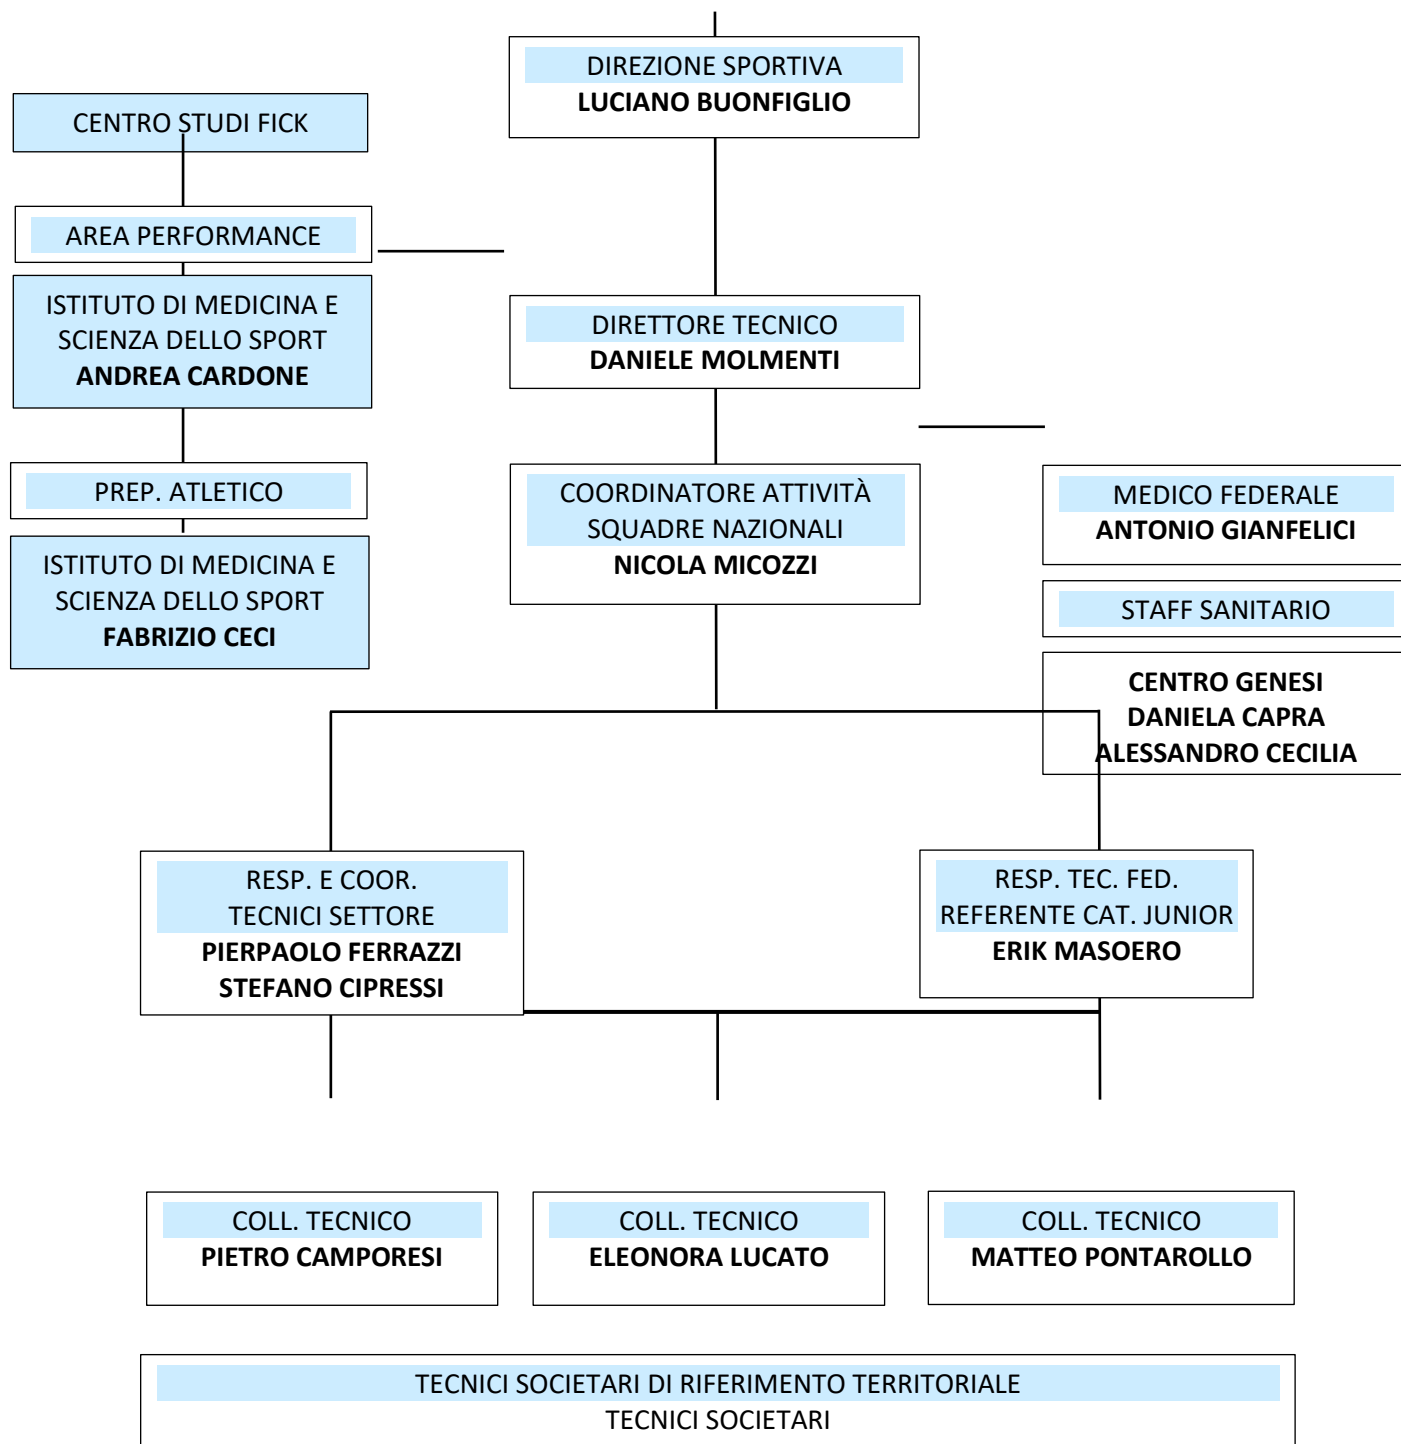 DIREZIONE SPORTIVA
LUCIANO BUONFIGLIO
CENTRO STUDI FICK
AREA PERFORMANCE
ISTITUTO DI MEDICINA E
SCIENZA DELLO SPORT
ANDREA CARDONE
DIRETTORE TECNICO
DANIELE MOLMENTI
PREP. ATLETICO
ISTITUTO DI MEDICINA E
SCIENZA DELLO SPORT
FABRIZIO CECI
COORDINATORE ATTIVITÀ
SQUADRE NAZIONALI
NICOLA MICOZZI
MEDICO FEDERALE
ANTONIO GIANFELICI
STAFF SANITARIO
CENTRO GENESI
DANIELA CAPRA
ALESSANDRO CECILIA
RESP. E COOR.
TECNICI SETTORE
PIERPAOLO FERRAZZI
STEFANO CIPRESSI
RESP. TEC. FED.
REFERENTE CAT. JUNIOR
ERIK MASOERO
COLL. TECNICO
PIETRO CAMPORESI
COLL. TECNICO
ELEONORA LUCATO
COLL. TECNICO
MATTEO PONTAROLLO
TECNICI SOCIETARI DI RIFERIMENTO TERRITORIALE
TECNICI SOCIETARI